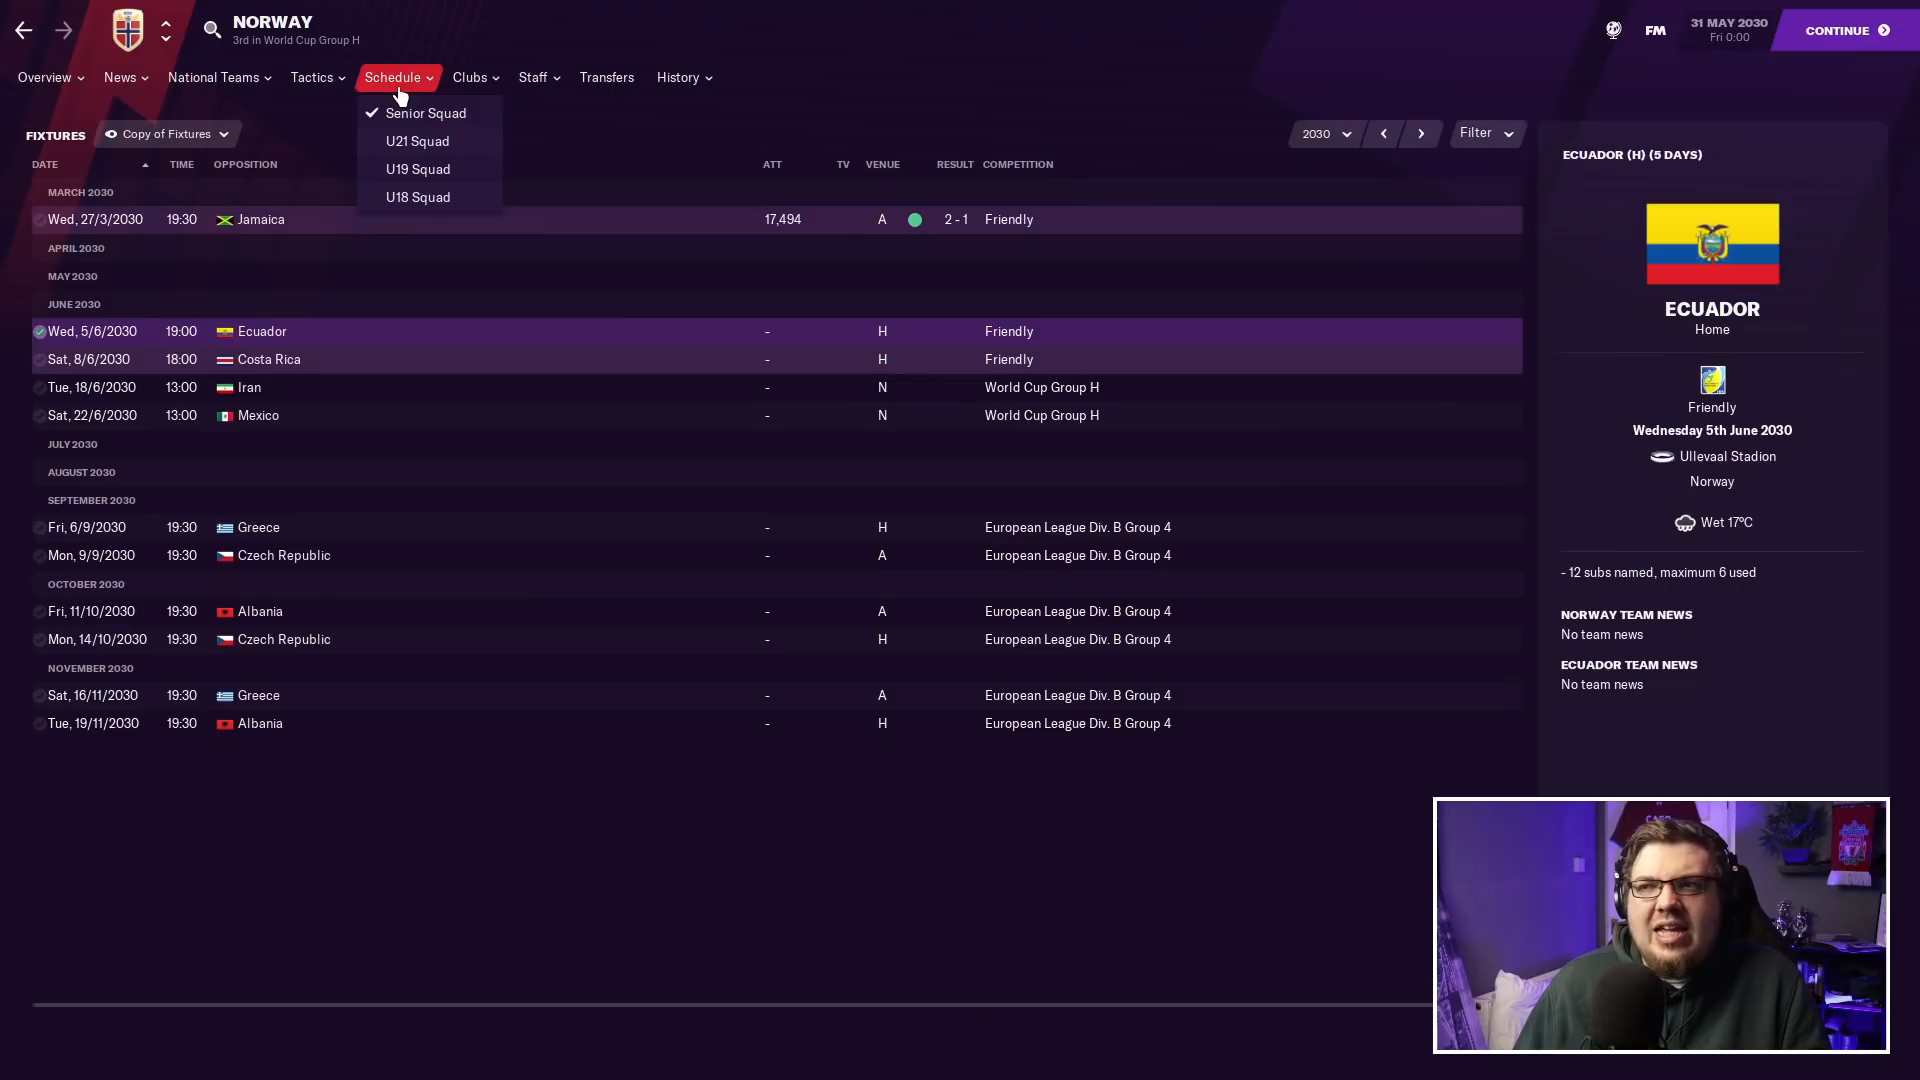 NORWAY
3rd in World Cup Group H
FM
31 MAY 2030
Fri 0:00
CONTINUE
Overview News National Teams Tactics Schedule Clubs Staff Transfers History
Senior Squad
U21 Squad
U19 Squad
U18 Squad
FIXTURES Copy of Fixtures 2030 Filter
DATE TIME OPPOSITION ATT TV VENUE RESULT COMPETITION
MARCH 2030
Wed, 27/3/2030 19:30 Jamaica 17,494 A 2 - 1 Friendly
APRIL 2030
MAY 2030
JUNE 2030
Wed, 5/6/2030 19:00 Ecuador - H Friendly
Sat, 8/6/2030 18:00 Costa Rica - H Friendly
Tue, 18/6/2030 13:00 Iran - N World Cup Group H
Sat, 22/6/2030 13:00 Mexico - N World Cup Group H
JULY 2030
AUGUST 2030
SEPTEMBER 2030
Fri, 6/9/2030 19:30 Greece - H European League Div. B Group 4
Mon, 9/9/2030 19:30 Czech Republic - A European League Div. B Group 4
OCTOBER 2030
Fri, 11/10/2030 19:30 Albania - A European League Div. B Group 4
Mon, 14/10/2030 19:30 Czech Republic - H European League Div. B Group 4
NOVEMBER 2030
Sat, 16/11/2030 19:30 Greece - A European League Div. B Group 4
Tue, 19/11/2030 19:30 Albania - H European League Div. B Group 4
ECUADOR (H) (5 DAYS)
ECUADOR
Home
Friendly
Wednesday 5th June 2030
Ullevaal Stadion
Norway
Wet 17ºC
- 12 subs named, maximum 6 used
NORWAY TEAM NEWS
No team news
ECUADOR TEAM NEWS
No team news